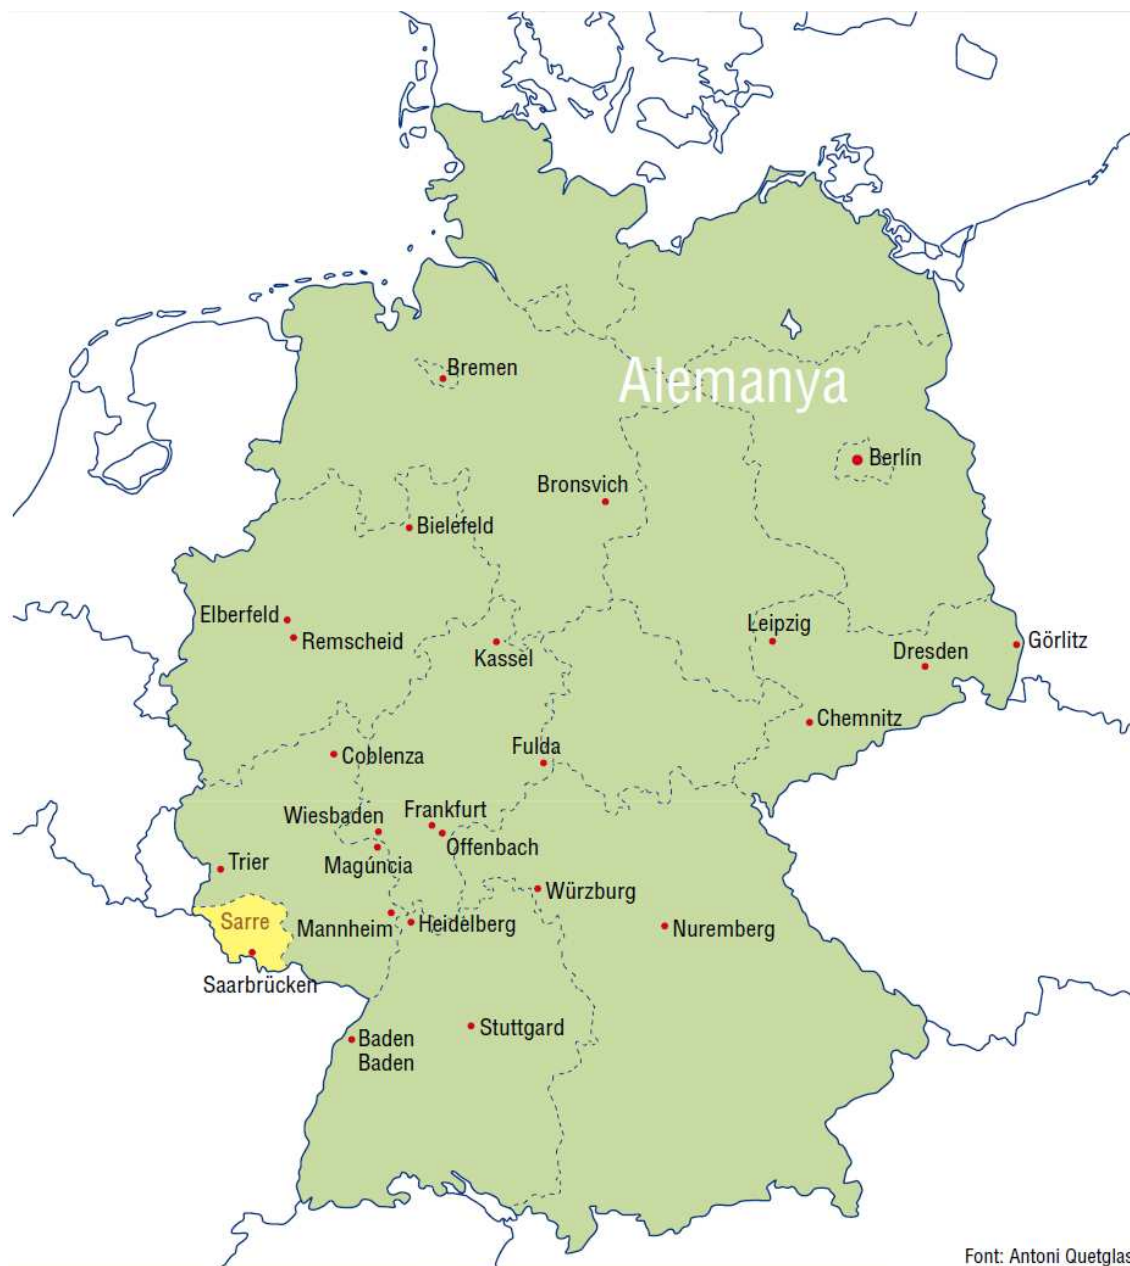 Bremen
Alemanya
Berlín
Bronsvich
Bielefeld
Elberfeld
Remscheid
Leipzig
Görlitz
Kassel
Dresden
Chemnitz
Coblenza
Fulda
Wiesbaden
Frankfurt
Offenbach
Magúncia
Trier
Würzburg
Sarre
Mannheim
Heidelberg
Nuremberg
Saarbrücken
Stuttgard
Baden
Baden
Font: Antoni Quetglas